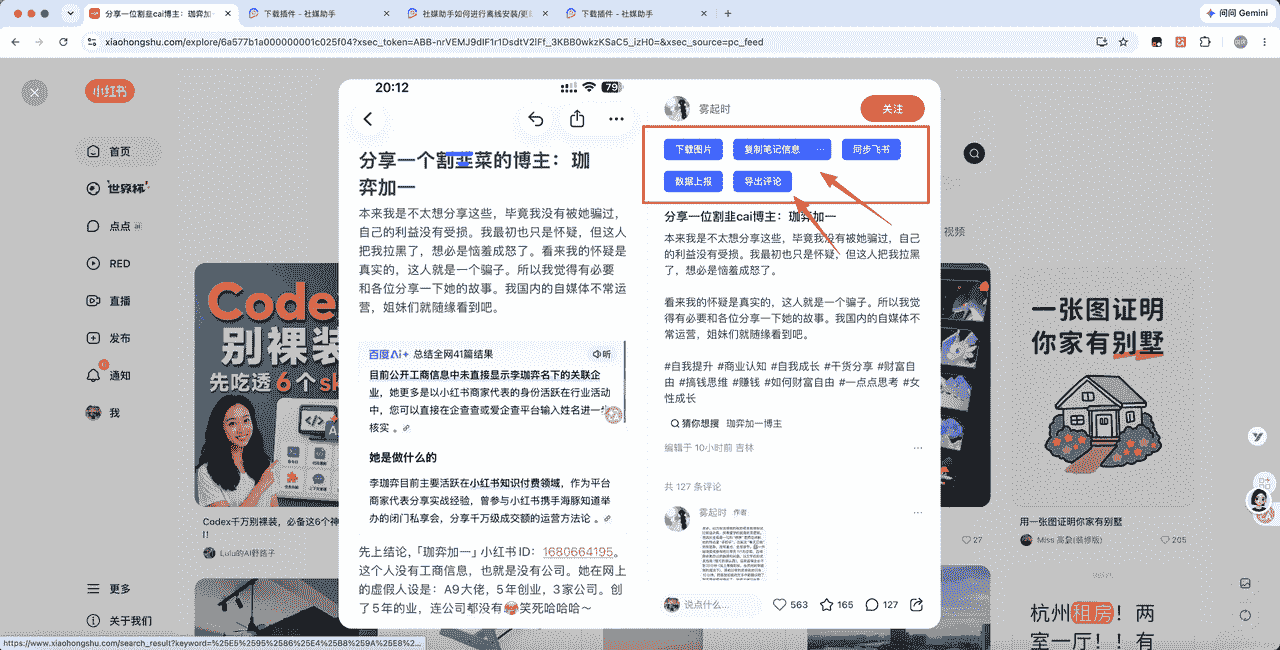 分享一个割韭cai博主：珈弈加-
下载插件 - 社媒助手
社媒助手如何进行离线安装/更
下载插件 - 社媒助手
问问 Gemini
xiaohongshu.com/explore/6a577b1a000000001c025f04?xsec_token=ABB-nrVEMJ9dIF1r1DsdtV2lFf_3KBB0wkzKSaC5_izH0=&xsec_source=pc_feed
小红书
首页
世界杯
点点 ai
RED
直播
发布
通知
我
更多
关于我们
20:12
79
分享一个割韭菜的博主：珈
弈加一
本来我是不太想分享这些，毕竟我没有被她骗过，
自己的利益没有受损。我最初也只是怀疑，但这人
把我拉黑了，想必是恼羞成怒了。看来我的怀疑是
真实的，这人就是一个骗子。所以我觉得有必要
和各位分享一下她的故事。我国内的自媒体不常运
营，姐妹们就随缘看到吧。
百度Ai+ 总结全网41篇结果
听
目前公开工商信息中未直接显示李珈弈名下的关联企
业，她更多是以小红书商家代表的身份活跃在行业活动
中，您可以直接在企查查或爱企查平台输入姓名进一步
核实 。
她是做什么的
李珈弈目前主要活跃在小红书知识付费领域，作为平台
商家代表分享实战经验，曾参与小红书携手海豚知道举
办的闭门私享会，分享千万级成交额的运营方法论 。
先上结论，「珈弈加一」小红书ID：1680664195。
这个人没有工商信息，也就是没有公司。她在网上
的虚假人设是：A9大佬，5年创业，3家公司。创
了5年的业，连公司都没有笑死哈哈哈～
雾起时
关注
下载图片
复制笔记信息 ···
同步飞书
数据上报
导出评论
分享一位割韭cai博主：珈弈加一
本来我是不太想分享这些，毕竟我没有被她骗过，自己
的利益没有受损。我最初也只是怀疑，但这人把我拉黑
了，想必是恼羞成怒了。
看来我的怀疑是真实的，这人就是一个骗子。所以我觉
得有必要和各位分享一下她的故事。我国内的自媒体不
常运营，姐妹们就随缘看到吧。
#自我提升 #商业认知 #自我成长 #干货分享 #财富自
由 #搞钱思维 #赚钱 #如何财富自由 #一点点思考 #女
性成长
猜你想搜 珈弈加一博主
编辑于 10小时前 吉林
共 127 条评论
雾起时 作者
说点什么...
563
165
127
视频
Code
别裸装
先吃透6个sk
Codex千万别裸装，必备这6个神
!!
Lulu的AI野路子
一张图证明
你家有别墅
用一张图证明你家有别墅
27
杭州租房！两
室一厅！！有
https://www.xiaohongshu.com/search_result?keyword=%25E5%2595%2586%25E4%25B8%259A%25E8%2...